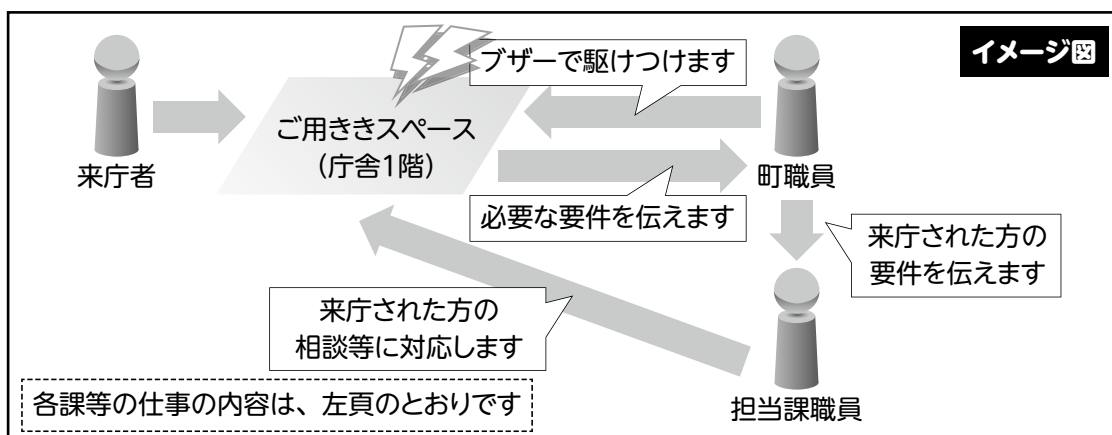 イメージ図
ブザーで駆けつけます
ご用ききスペース
(庁舎1階)
来庁者
町職員
必要な要件を伝えます
来庁された方の
要件を伝えます
来庁された方の
相談等に対応します
担当課職員
各課等の仕事の内容は、左頁のとおりです